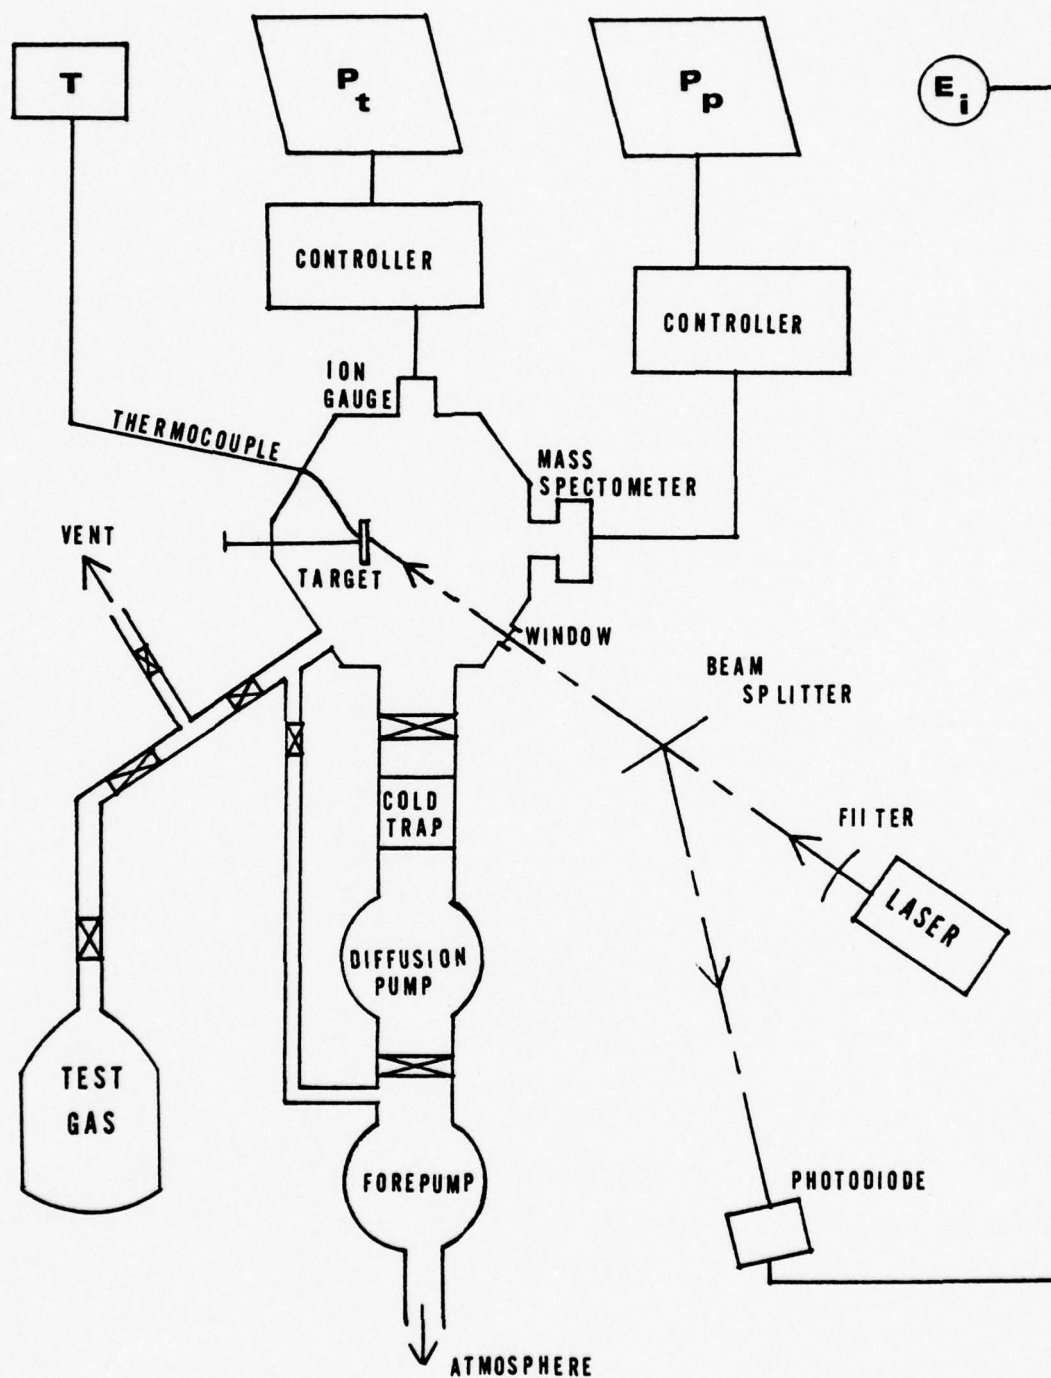 T
P t
P p
E i
CONTROLLER
CONTROLLER
ION
GAUGE
THERMOCOUPLE
MASS
SPECTOMETER
VENT
TARGET
WINDOW
BEAM
SPLITTER
COLD
TRAP
FIITER
LASER
DIFFUSION
PUMP
TEST
GAS
FOREPUMP
PHOTODIODE
ATMOSPHERE